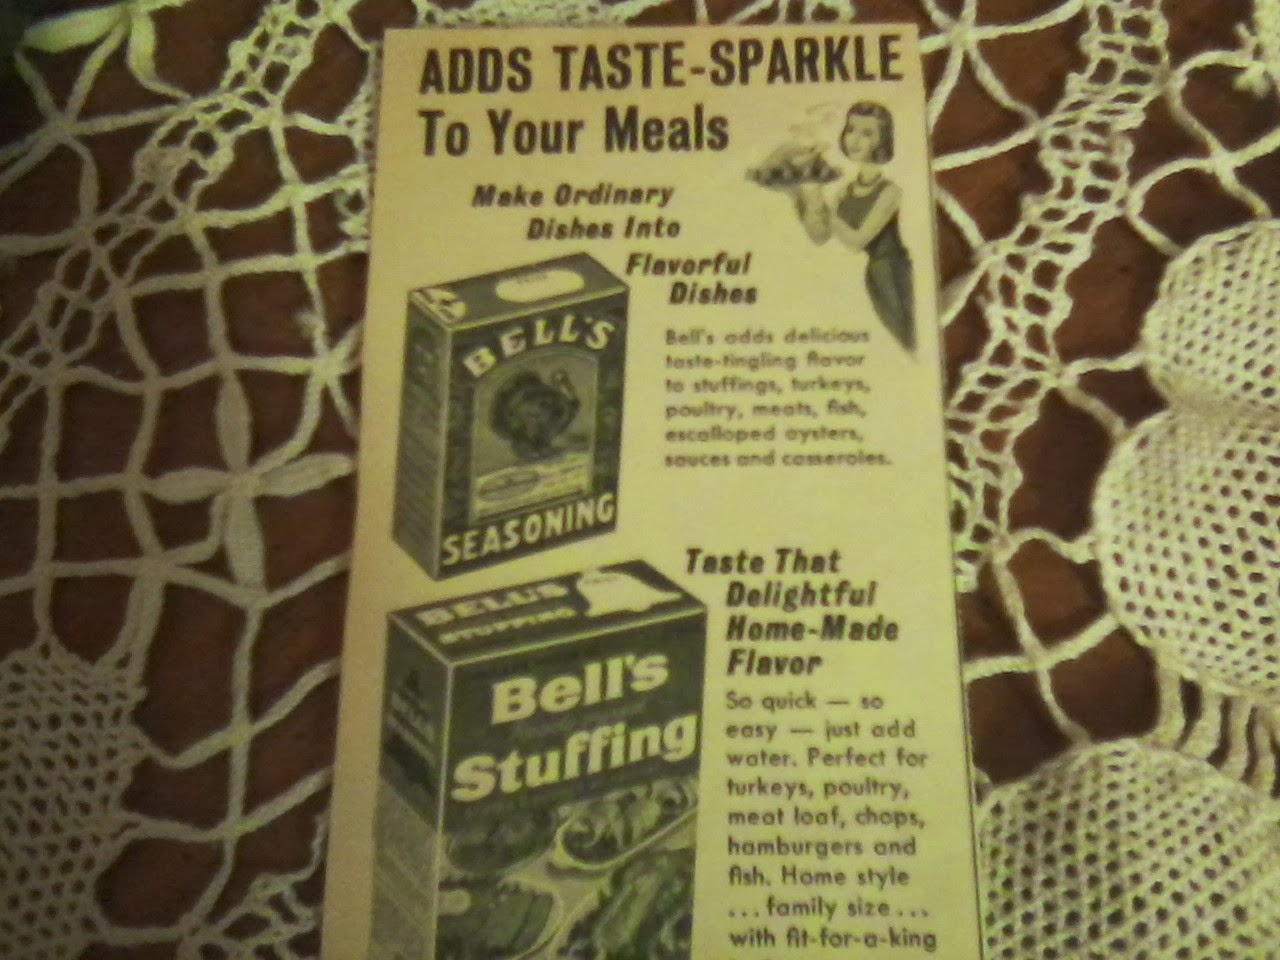 ADDS TASTE-SPARKLE
To Your Meals
Make Ordinary
Dishes Into
Flavorful
Dishes
BELL'S
SEASONING
Bell's adds delicious
taste-tingling flavor
to stuffings, turkeys,
poultry, meats, fish,
escalloped oysters,
sauces and casseroles.
BELL'S
STUFFING
Bell's
Stuffing
Taste That
Delightful
Home-Made
Flavor
So quick — so
easy — just add
water. Perfect for
turkeys, poultry,
meat loaf, chops,
hamburgers and
fish. Home style
...family size...
with fit-for-a-king